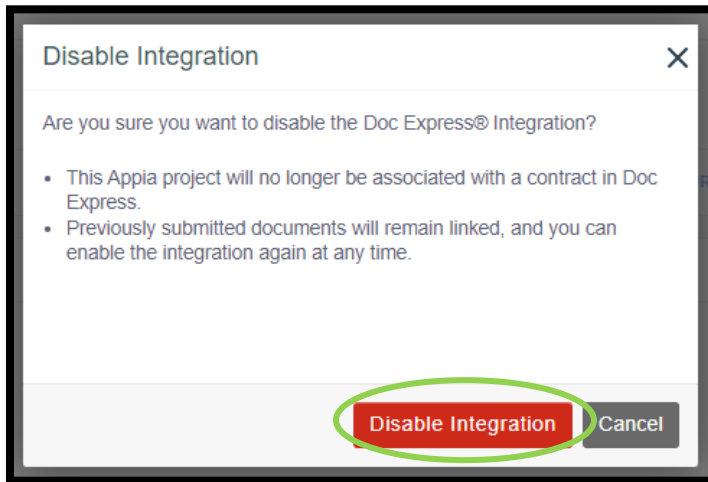 Disable Integration
Are you sure you want to disable the Doc Express® Integration?
• This Appia project will no longer be associated with a contract in Doc
Express.
• Previously submitted documents will remain linked, and you can
enable the integration again at any time.
Disable Integration Cancel